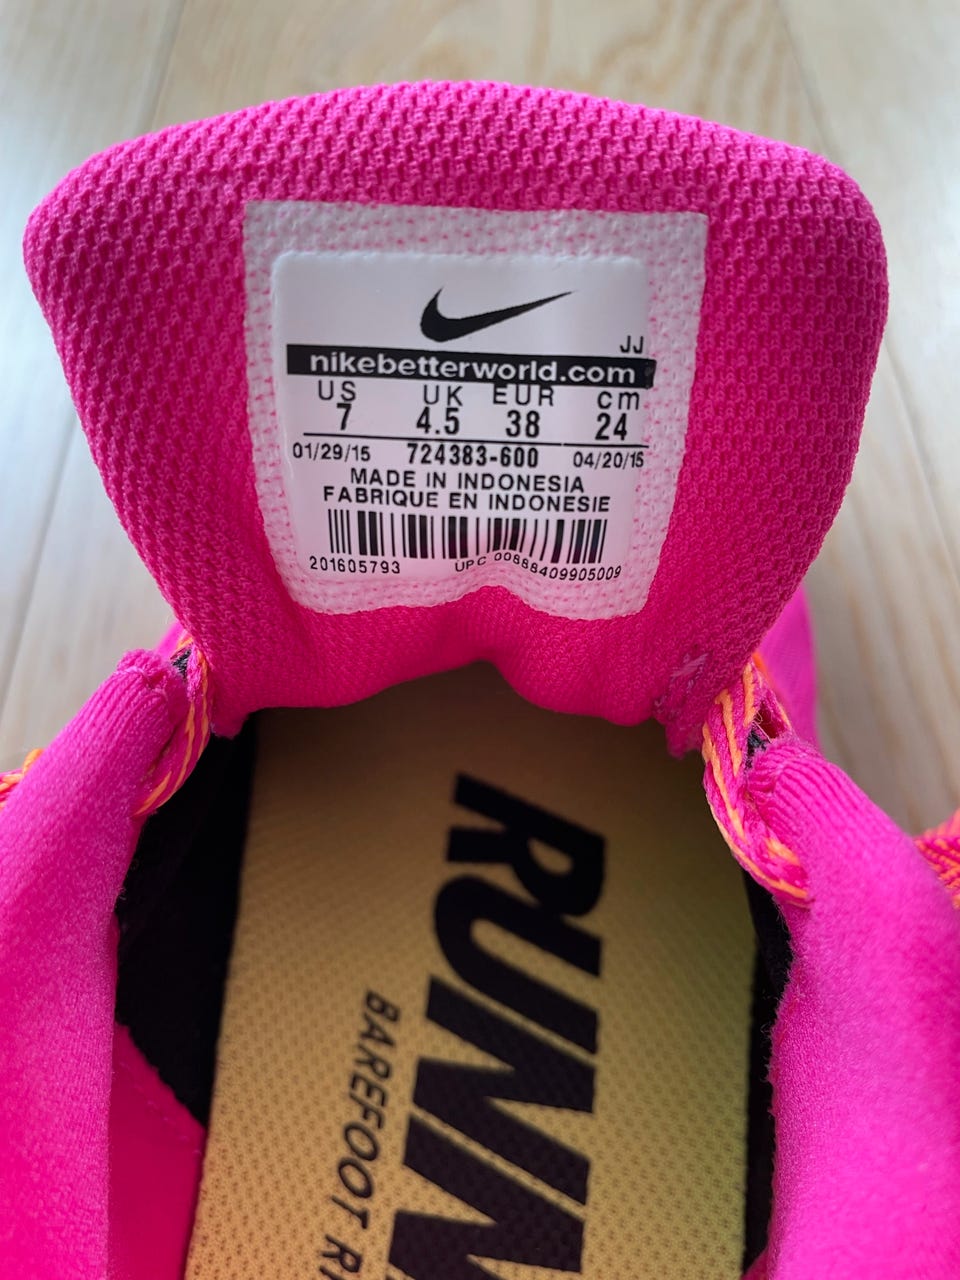 JJ
nikebetterworld.com
US UK EUR cm
7 4.5 38 24
01/29/15 724383-600 04/20/15
MADE IN INDONESIA
FABRIQUE EN INDONESIE
201605793 UPC 00888409905009
RUNN
BAREFOOT